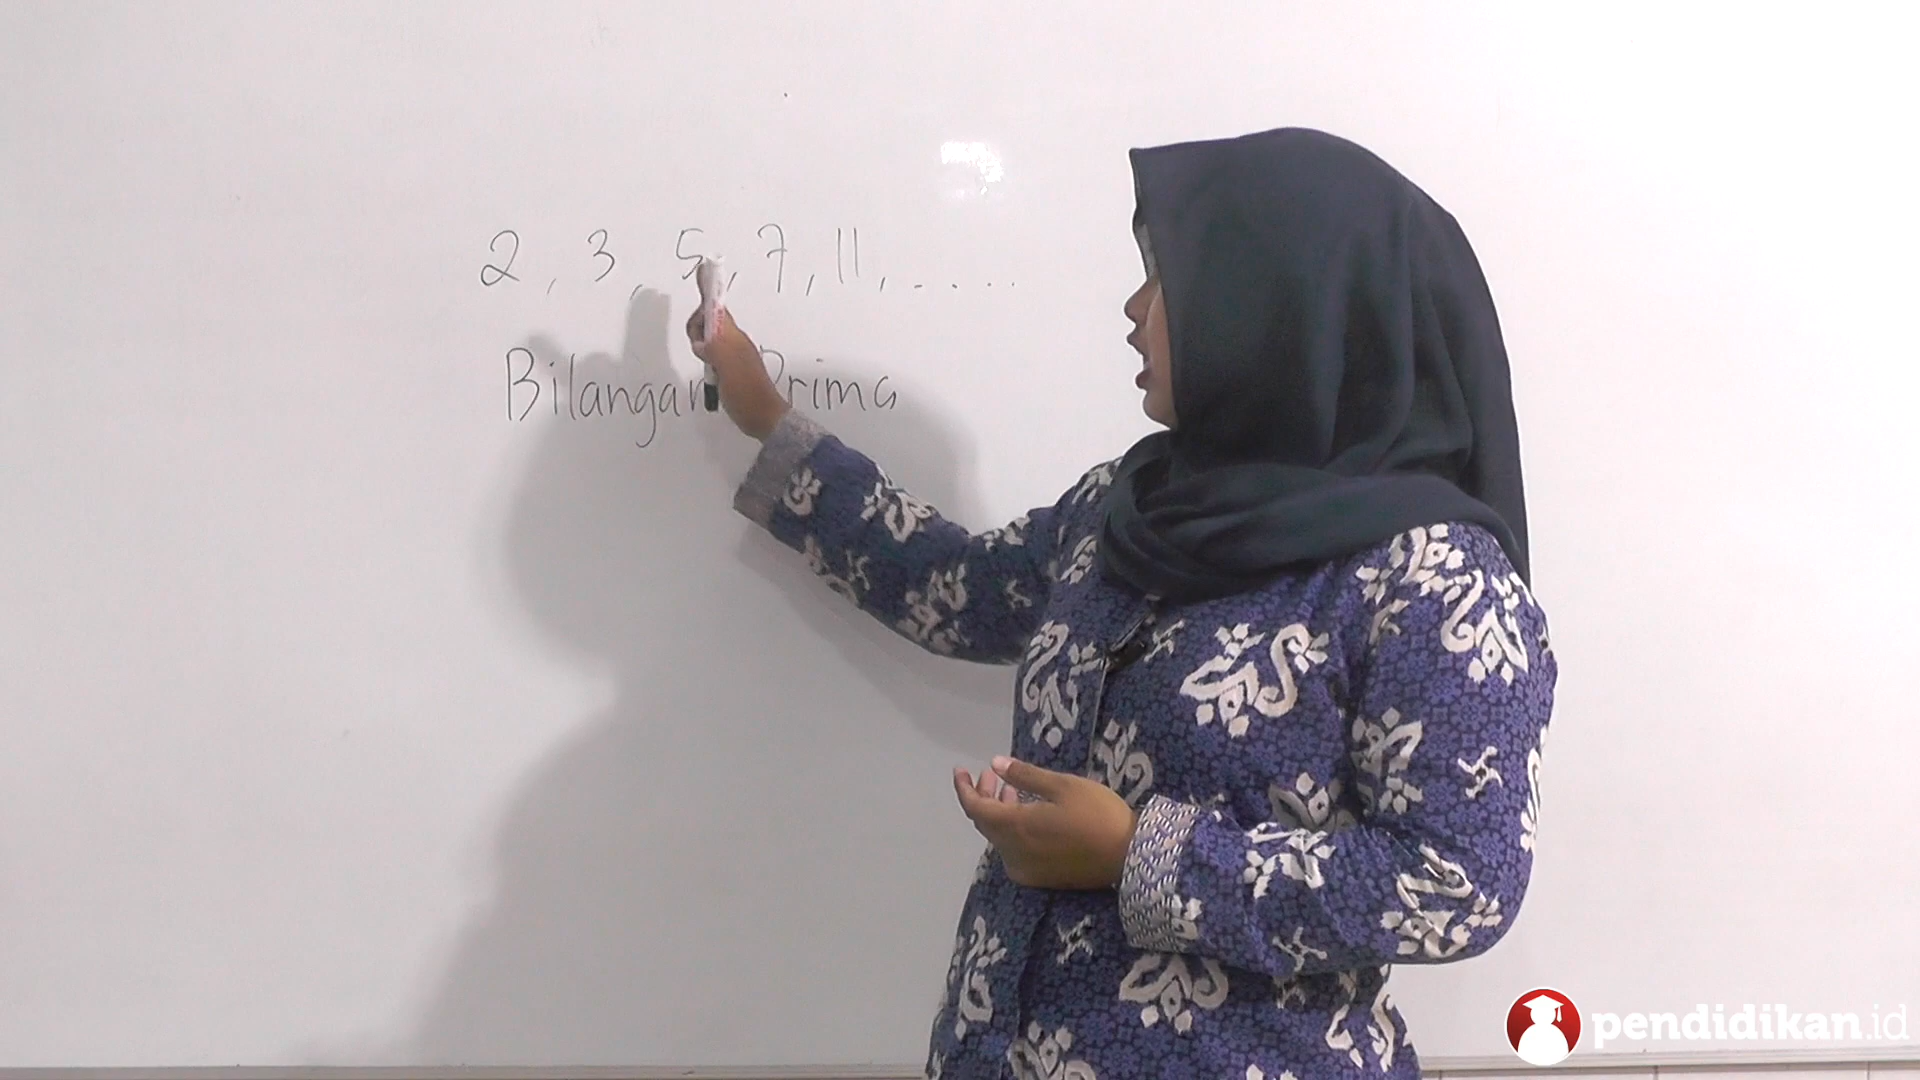 2, 3, 5, 7, 11, .....
Bilangan Prima
pendidikan.id